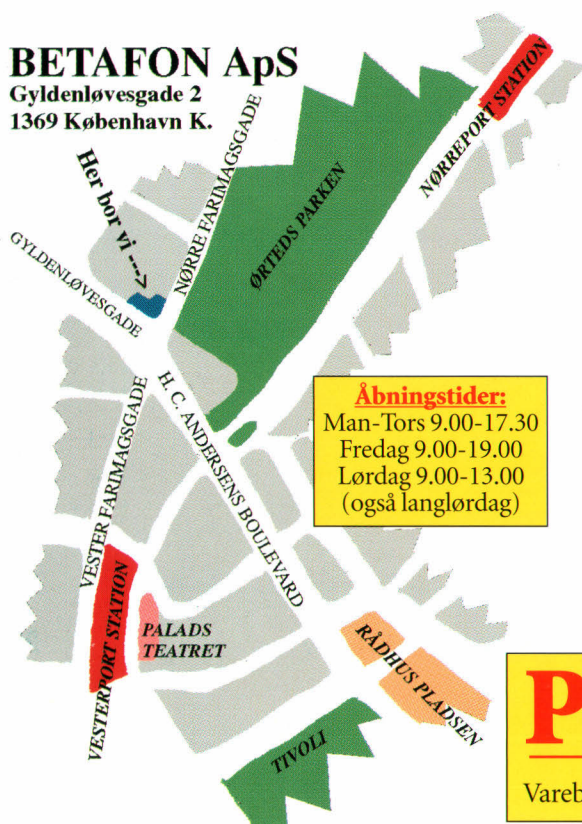 BETAFON ApS
Gyldenløvesgade 2
1369 København K.
NØRREPORT STATION
Her bor vi --->
NØRRE FARIMAGSGADE
ØRTEDS PARKEN
GYLDENLØVESGADE
Åbningstider:
Man-Tors 9.00-17.30
Fredag 9.00-19.00
Lørdag 9.00-13.00
(også langlørdag)
H. C. ANDERSENS BOULEVARD
VESTER FARIMAGSGADE
VESTERPORT STATION
PALADS
TEATRET
RÅDHUS PLADSEN
TIVOLI
P
Vareb